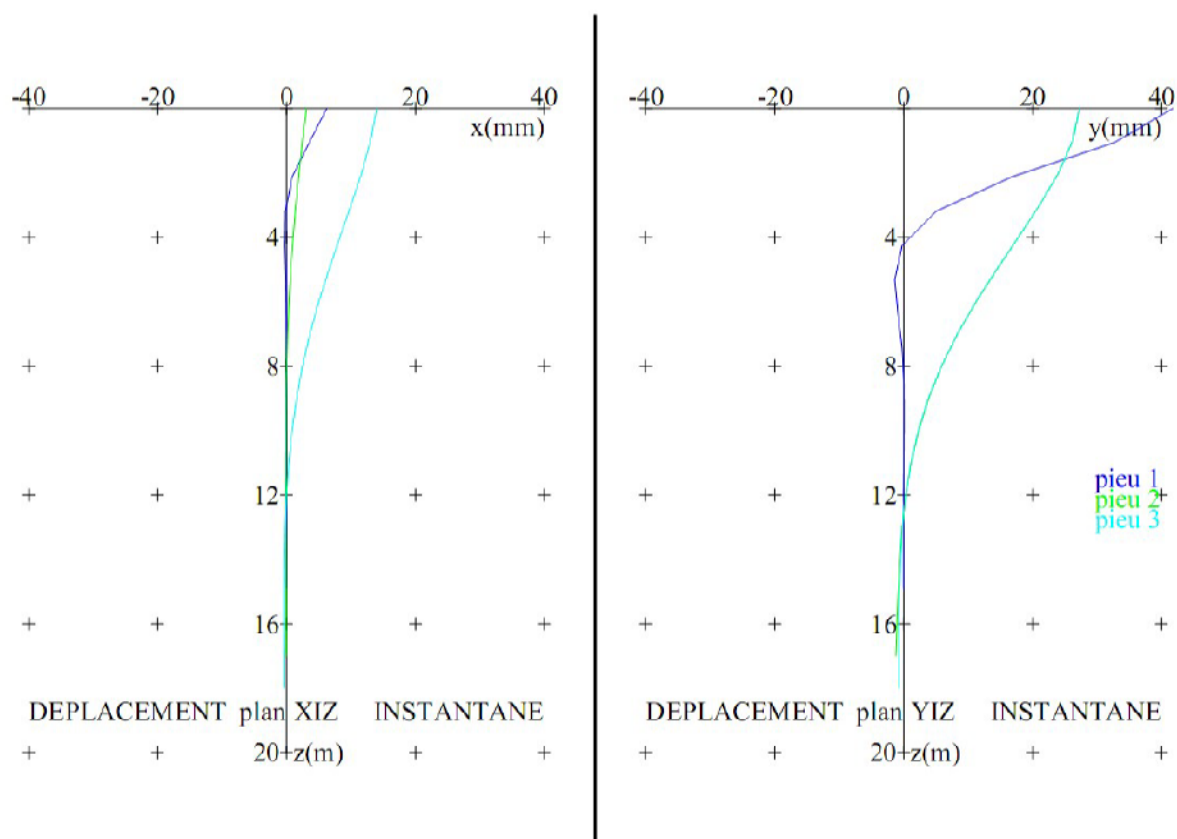 -40 -20 0 20 40
x(mm)
4
8
12
16
DEPLACEMENT plan XIZ INSTANTANE
20 z(m)
-40 -20 0 20 40
y(mm)
4
8
pieu 1
12
pieu 2
pieu 3
16
DEPLACEMENT plan YIZ INSTANTANE
20 z(m)